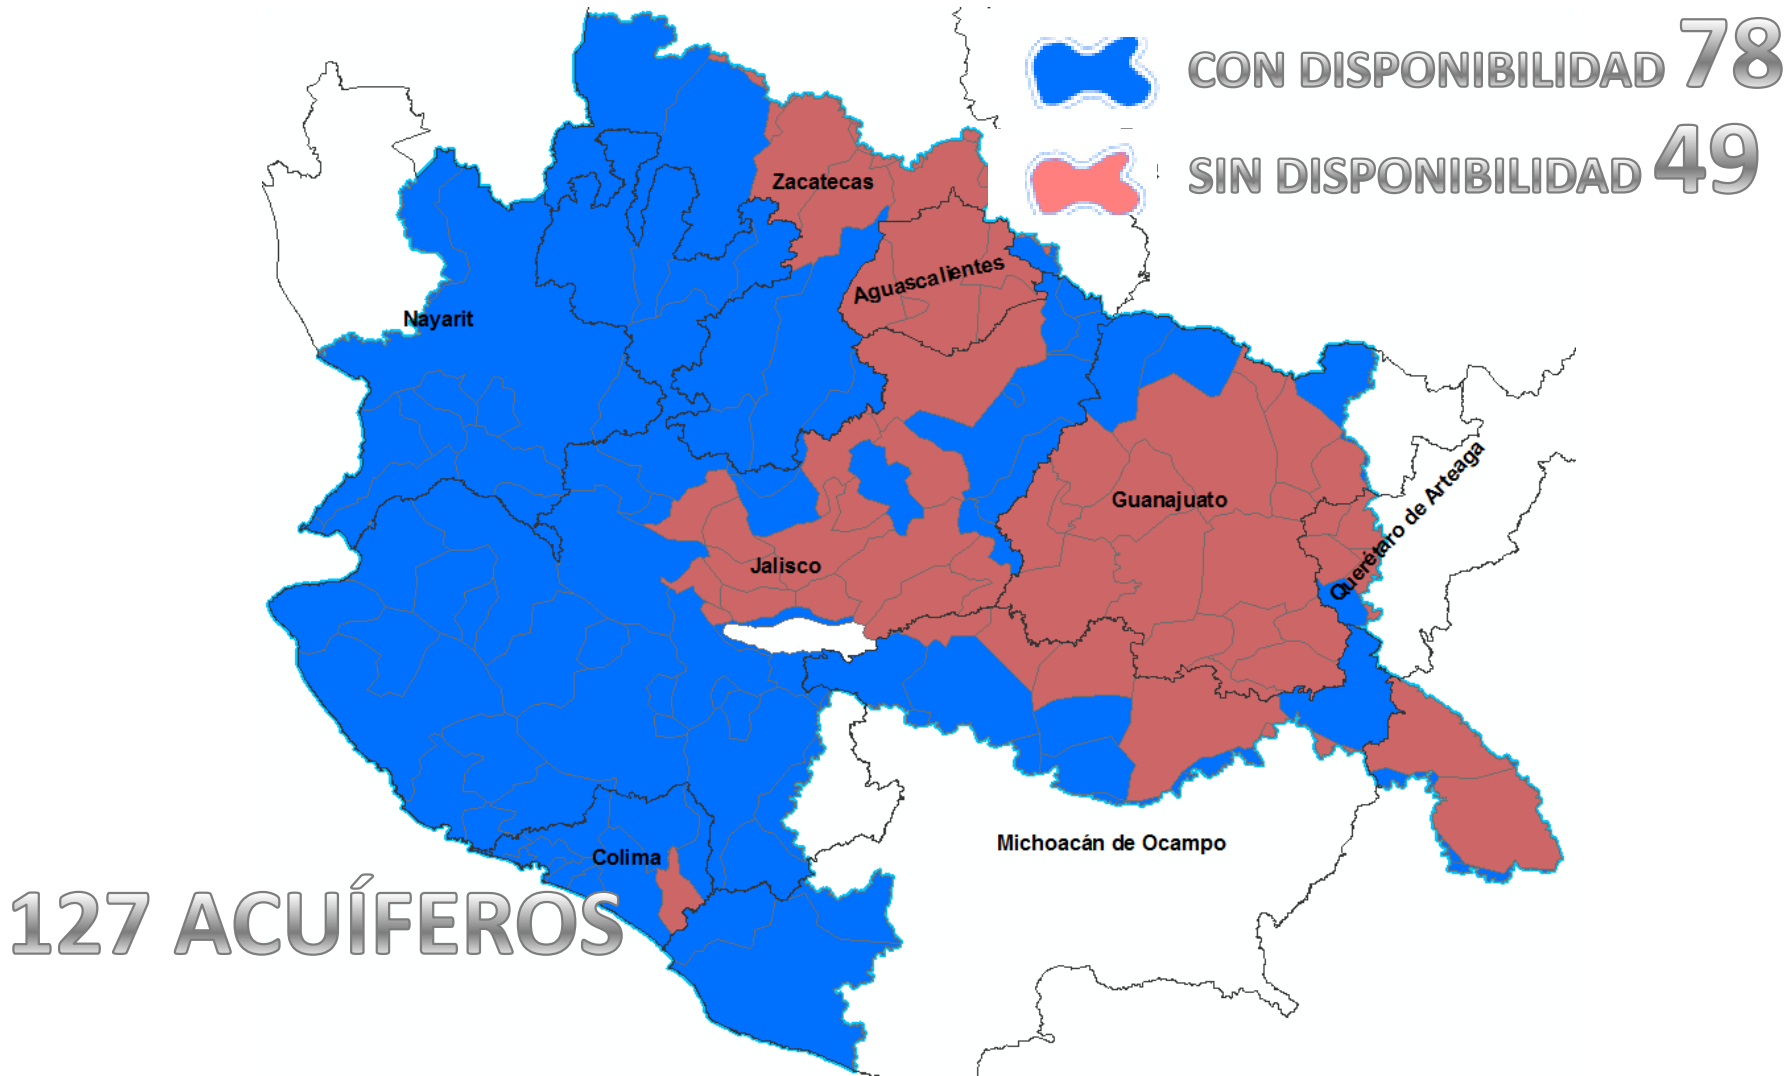 CON DISPONIBILIDAD 78
SIN DISPONIBILIDAD 49
Zacatecas
Aguascalientes
Nayarit
Guanajuato
Querétaro de Arteaga
Jalisco
Michoacán de Ocampo
Colima
127 ACUÍFEROS